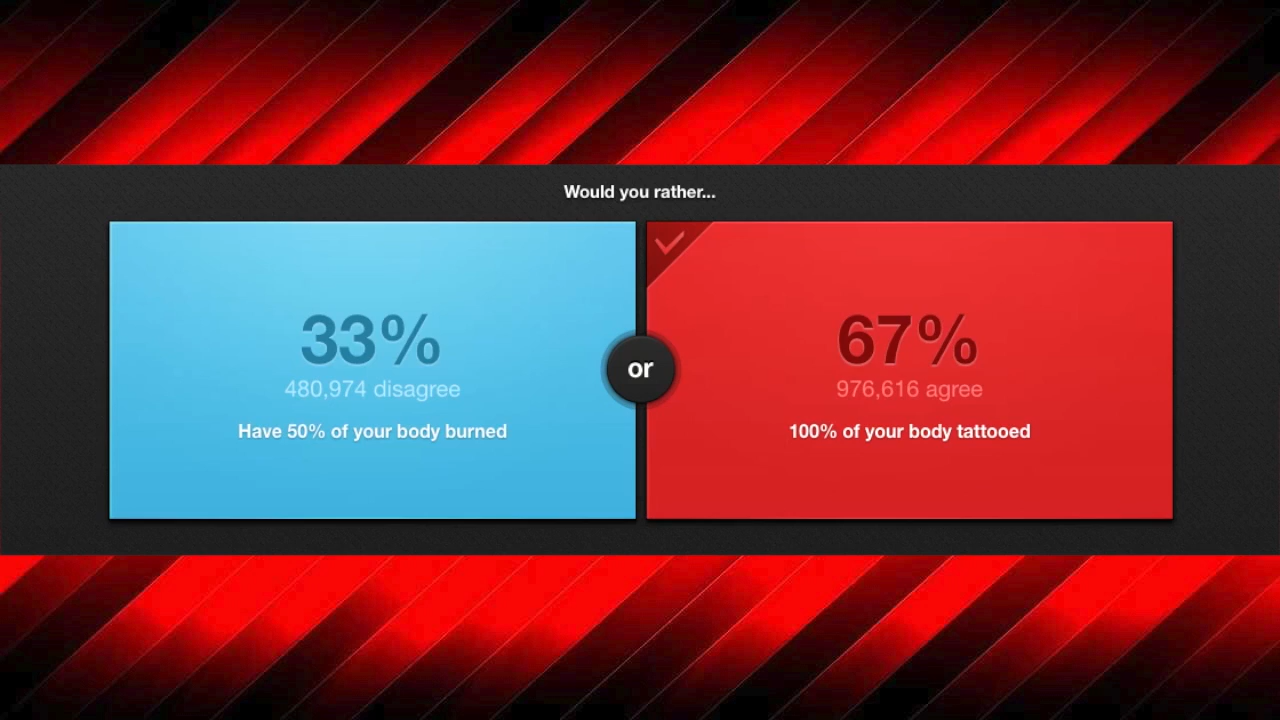 Would you rather...
33%
480,974 disagree
Have 50% of your body burned
or
67%
976,616 agree
100% of your body tattooed